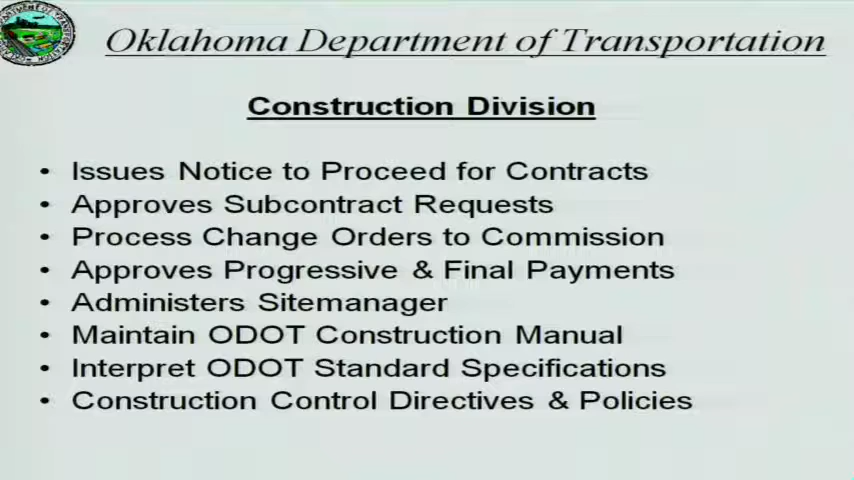 Oklahoma Department of Transportation
Construction Division
• Issues Notice to Proceed for Contracts
• Approves Subcontract Requests
• Process Change Orders to Commission
• Approves Progressive & Final Payments
• Administers Sitemanager
• Maintain ODOT Construction Manual
• Interpret ODOT Standard Specifications
• Construction Control Directives & Policies